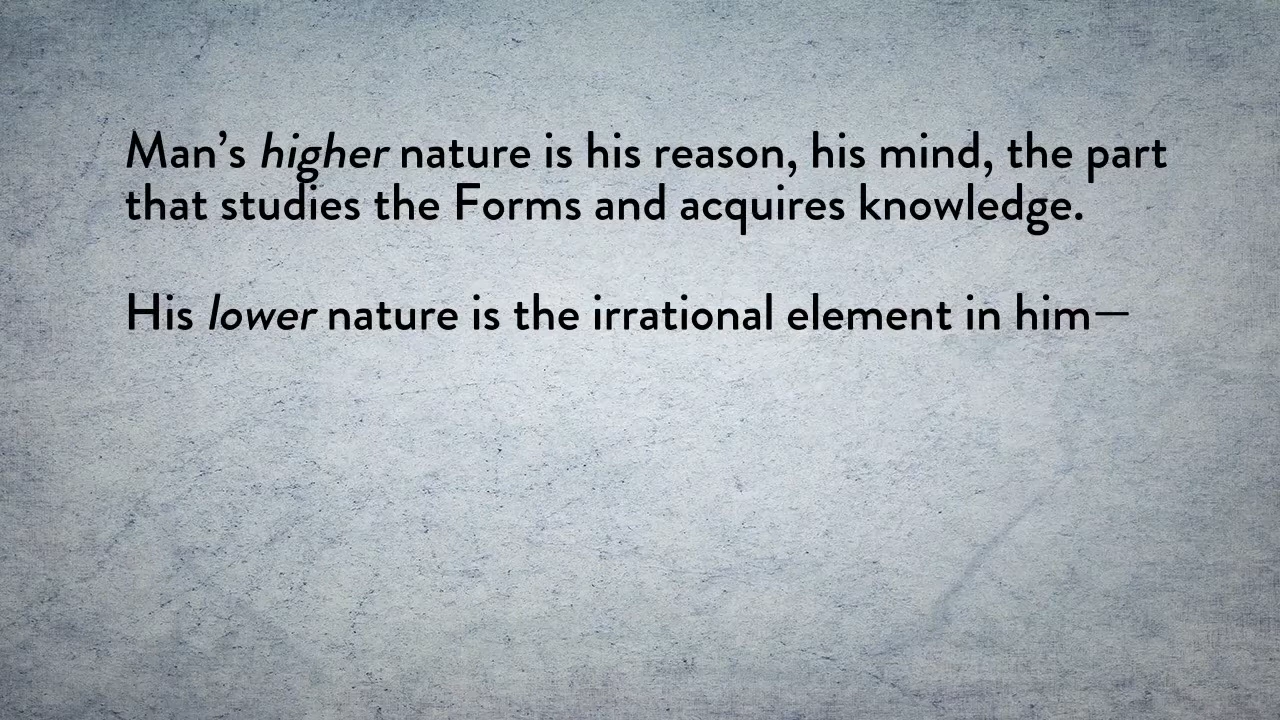 Man’s higher nature is his reason, his mind, the part
that studies the Forms and acquires knowledge.
His lower nature is the irrational element in him—